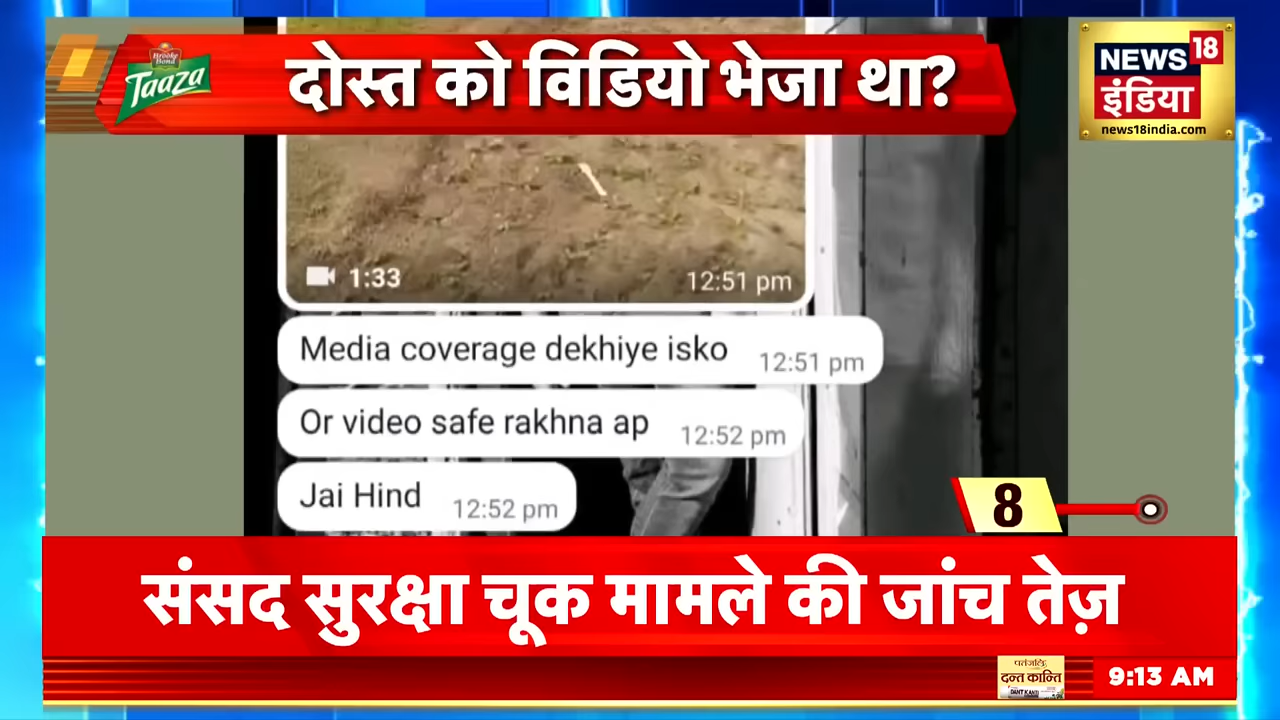 Brooke Bond
Taaza
दोस्त को विडियो भेजा था?
NEWS 18
इंडिया
news18india.com
1:33
12:51 pm
Media coverage dekhiye isko 12:51 pm
Or video safe rakhna ap 12:52 pm
Jai Hind 12:52 pm
8
संसद सुरक्षा चूक मामले की जांच तेज़
पतंजलि
दन्त कान्ति
DANT KANTI
9:13 AM